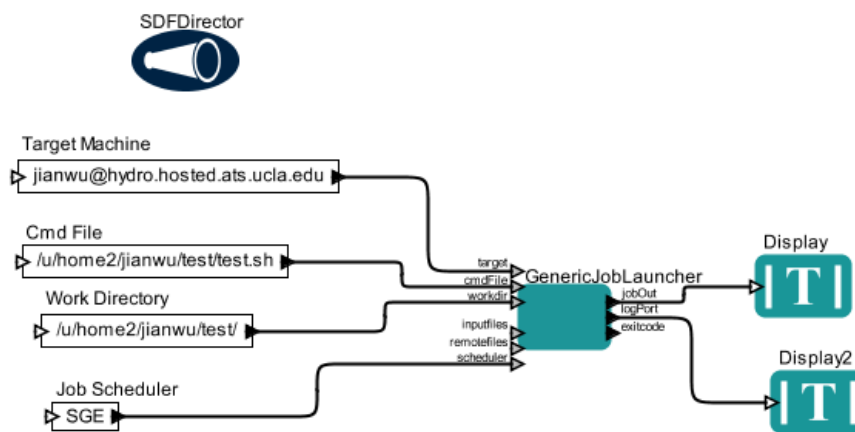 SDFDirector
Target Machine
jianwu@hydro.hosted.ats.ucla.edu
Cmd File
/u/home2/jianwu/test/test.sh
Work Directory
/u/home2/jianwu/test/
Job Scheduler
SGE
target
cmdFile
workdir
inputfiles
remotefiles
scheduler
GenericJobLauncher
jobOut
logPort
exitcode
Display
T
Display2
T